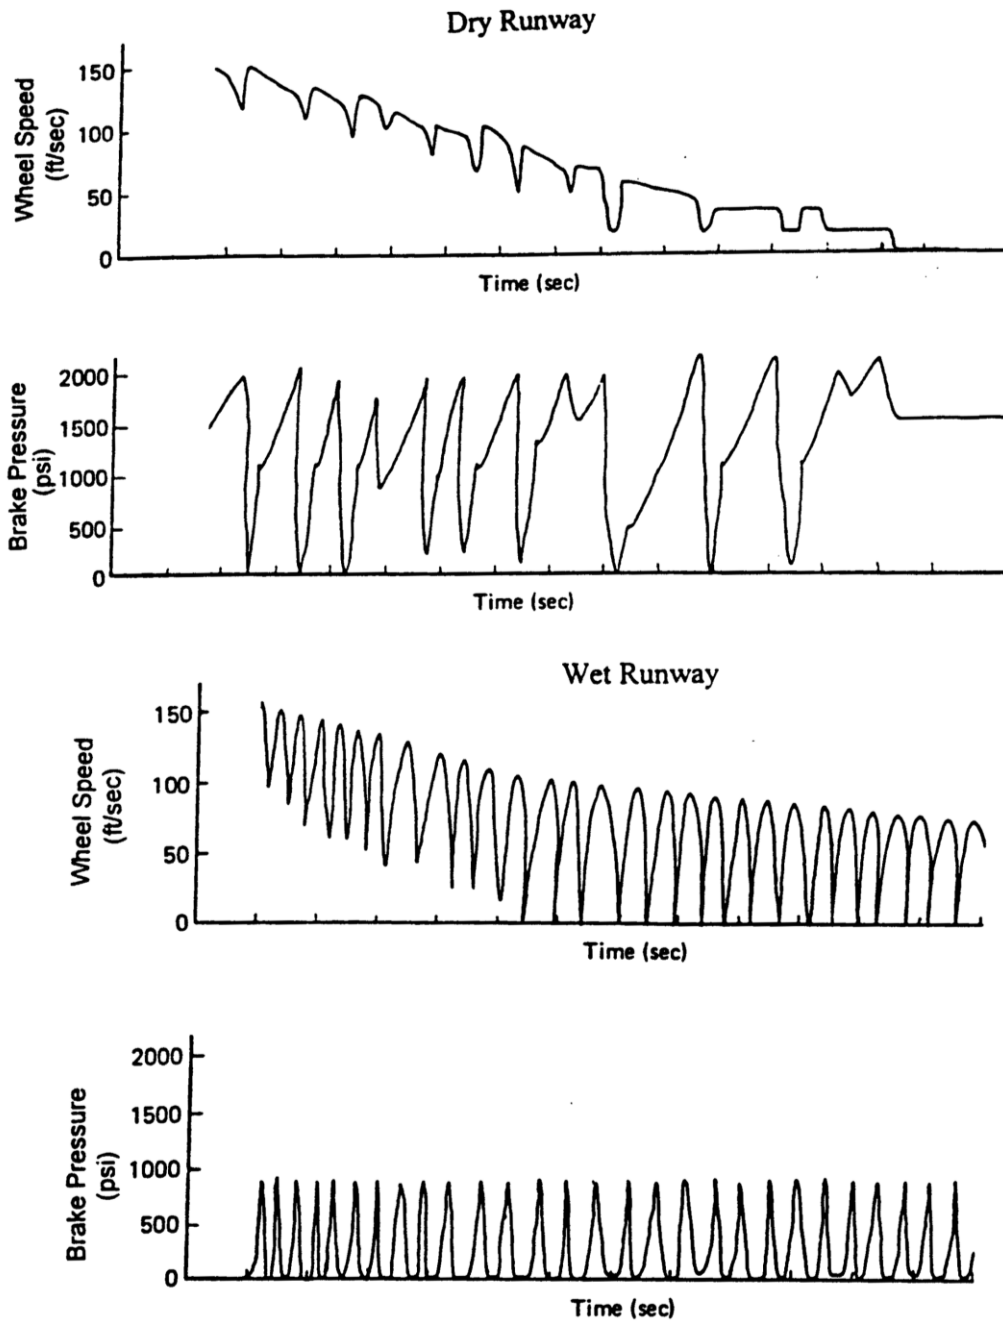 Dry Runway
Wheel Speed
(ft/sec)
150
100
50
0
Time (sec)
Brake Pressure
(psi)
2000
1500
1000
500
0
Time (sec)
Wet Runway
Wheel Speed
(ft/sec)
150
100
50
0
Time (sec)
Brake Pressure
(psi)
2000
1500
1000
500
0
Time (sec)